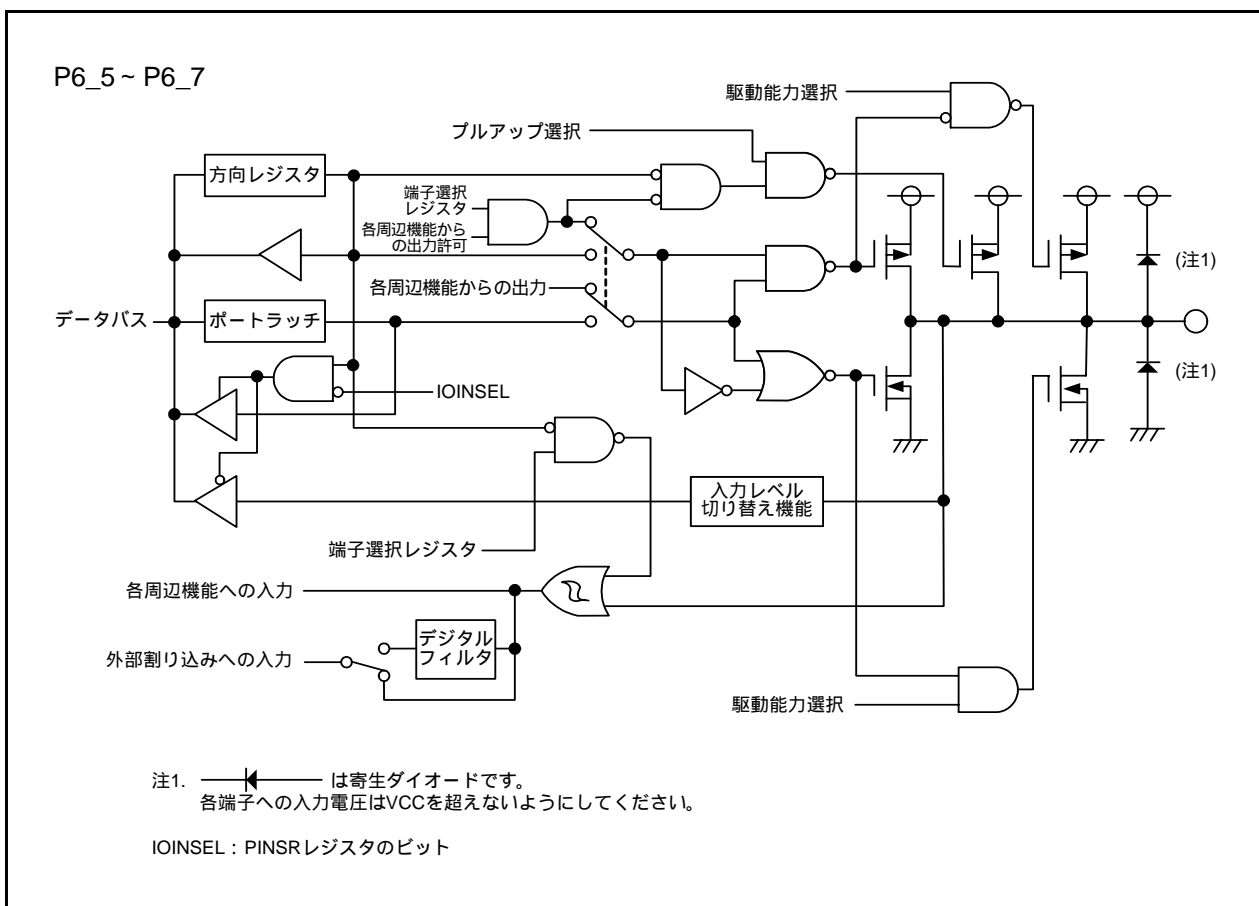 P6_5 ~ P6_7
駆動能力選択
プルアップ選択
方向レジスタ
端子選択
レジスタ
各周辺機能から
の出力許可
(注1)
各周辺機能からの出力
データバス
ポートラッチ
(注1)
IOINSEL
入力レベル
切り替え機能
端子選択レジスタ
各周辺機能への入力
デジタル
フィルタ
外部割り込みへの入力
駆動能力選択
注1. は寄生ダイオードです。
各端子への入力電圧はVCCを超えないようにしてください。
IOINSEL : PINSRレジスタのビット